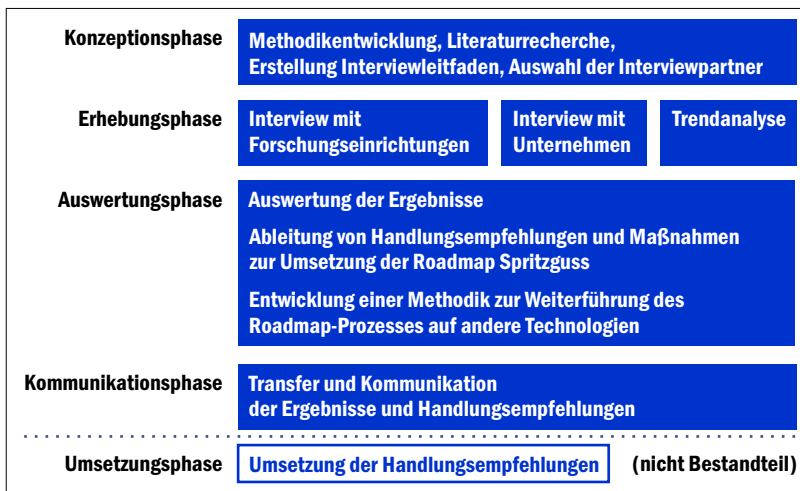 Konzeptionsphase
Methodikentwicklung, Literaturrecherche,
Erstellung Interviewleitfaden, Auswahl der Interviewpartner
Erhebungsphase
Interview mit
Forschungseinrichtungen
Interview mit
Unternehmen
Trendanalyse
Auswertungsphase
Auswertung der Ergebnisse
Ableitung von Handlungsempfehlungen und Maßnahmen
zur Umsetzung der Roadmap Spritzguss
Entwicklung einer Methodik zur Weiterführung des
Roadmap-Prozesses auf andere Technologien
Kommunikationsphase
Transfer und Kommunikation
der Ergebnisse und Handlungsempfehlungen
Umsetzungsphase
Umsetzung der Handlungsempfehlungen
(nicht Bestandteil)